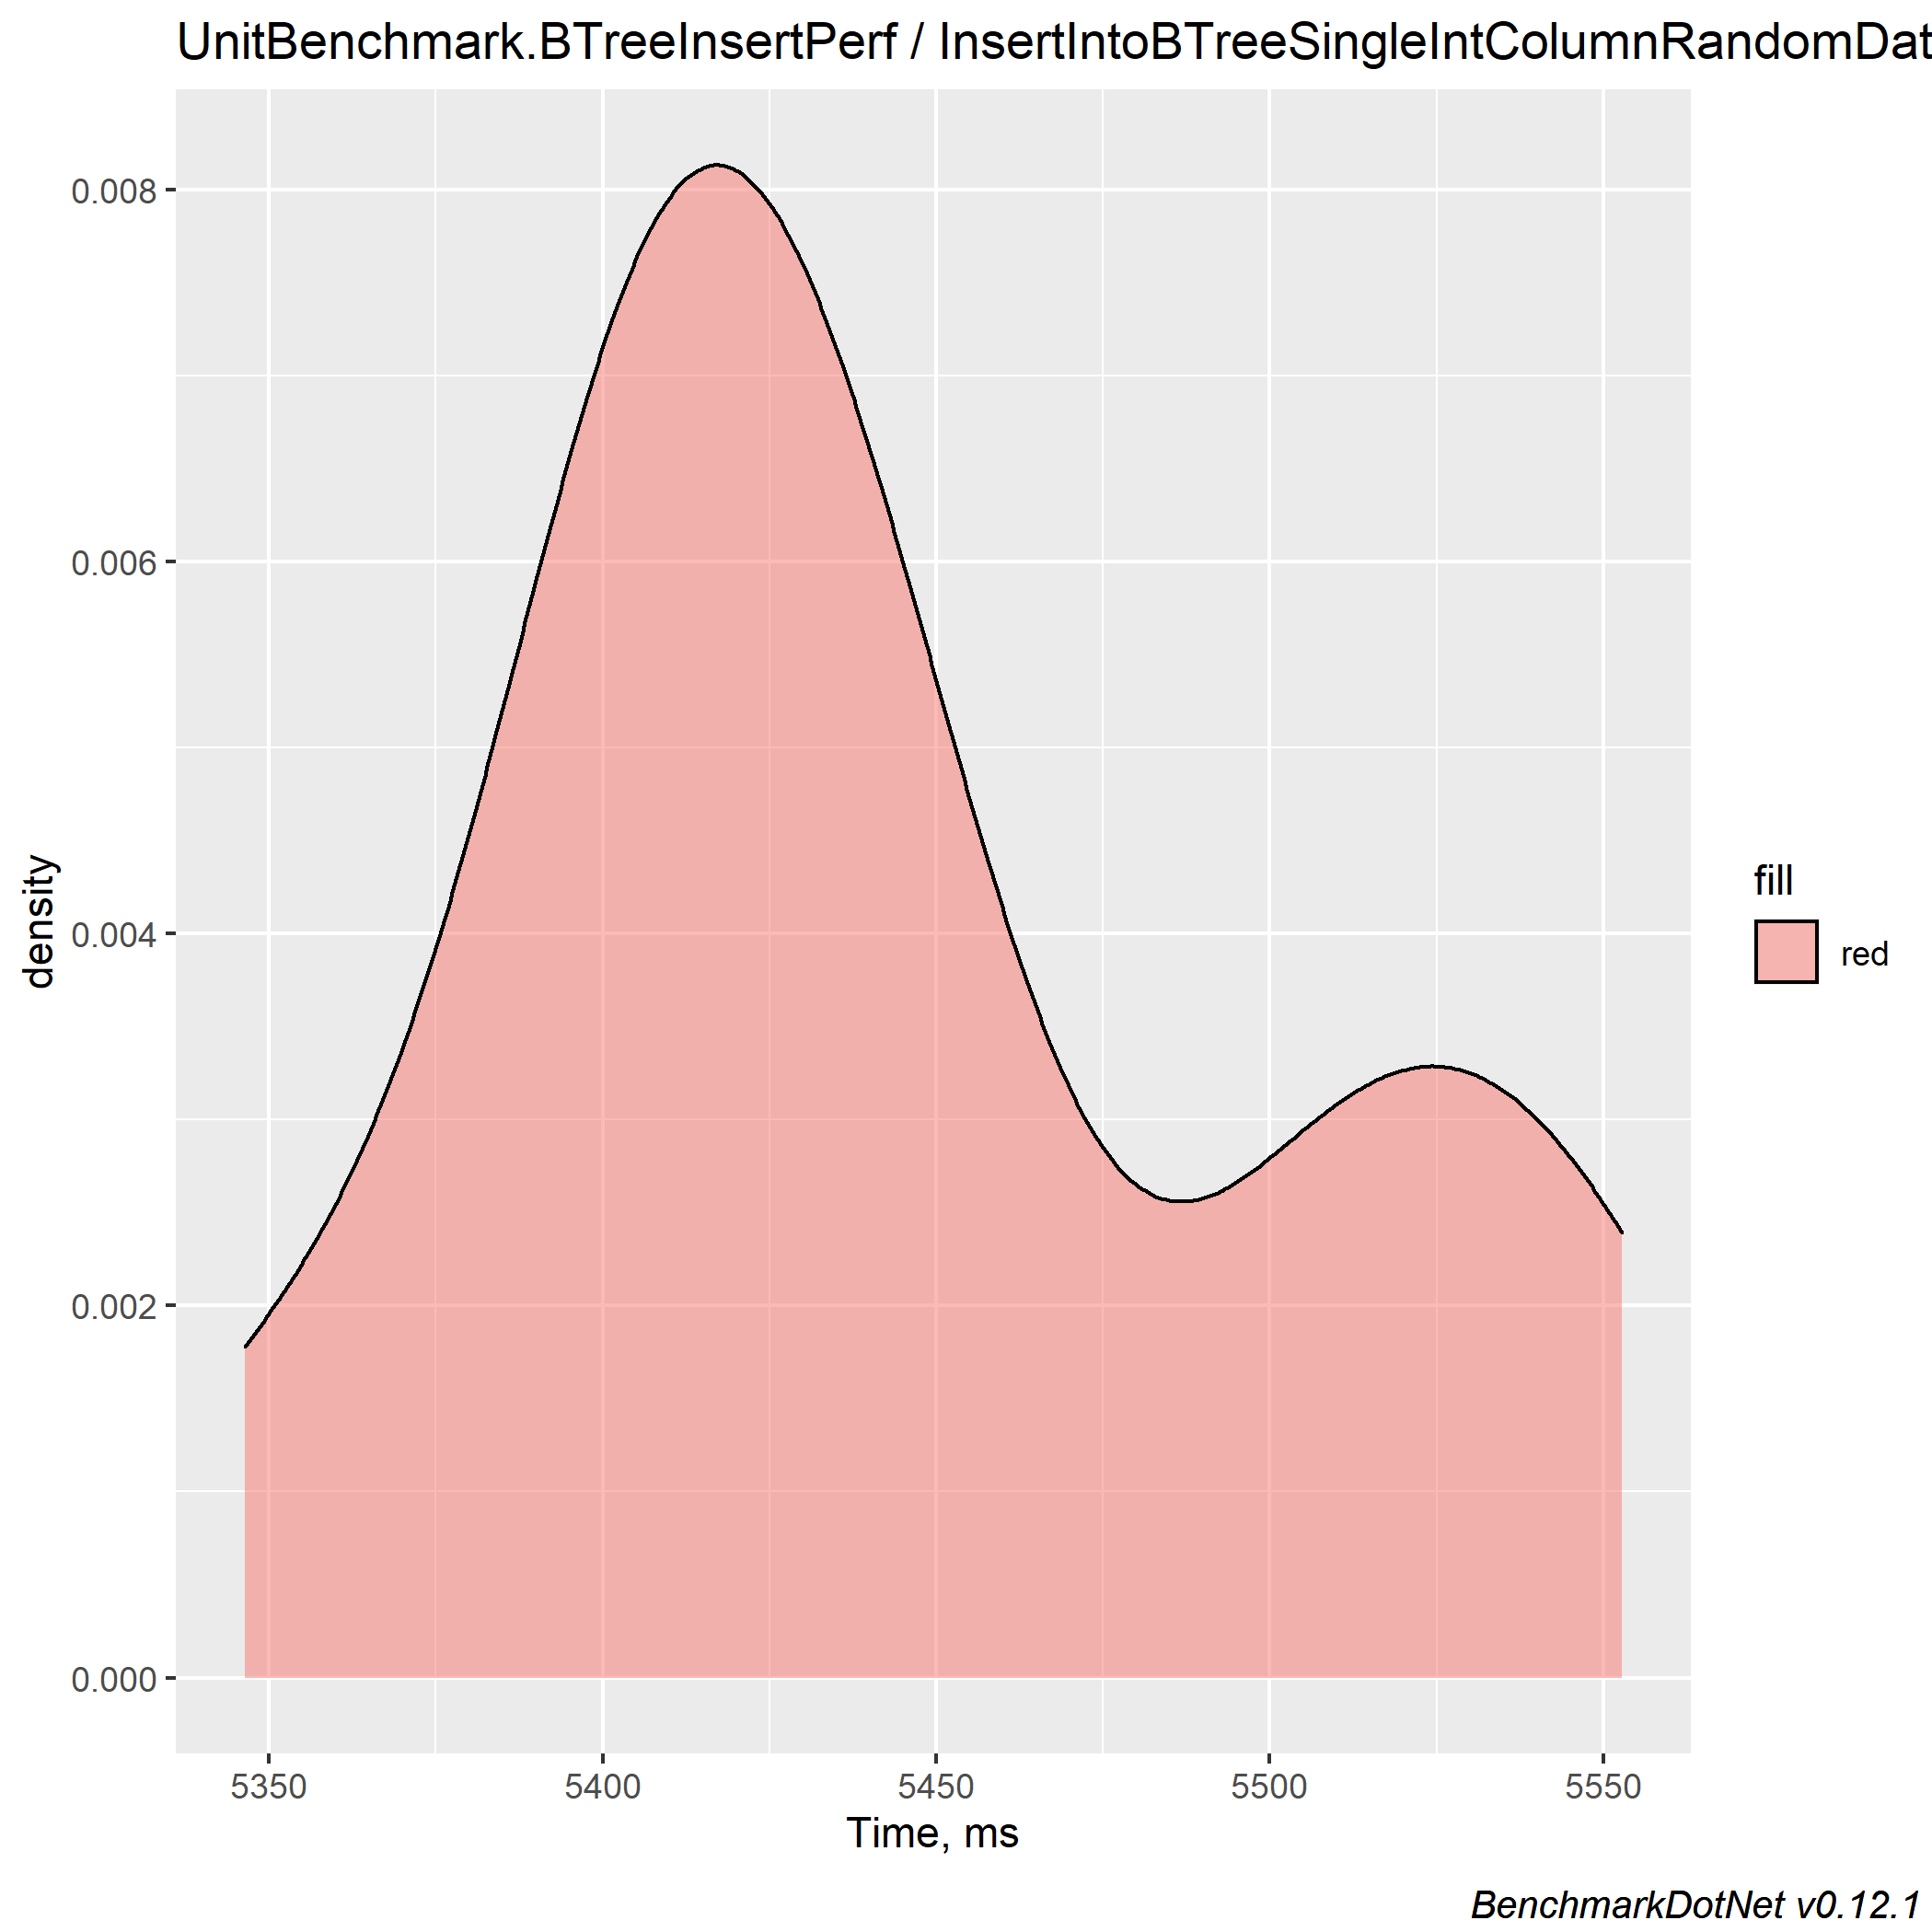 UnitBenchmark.BTreeInsertPerf / InsertIntoBTreeSingleIntColumnRandomDat
0.008
0.006
0.004
0.002
0.000
density
5350 5400 5450 5500 5550
Time, ms
fill
red
BenchmarkDotNet v0.12.1